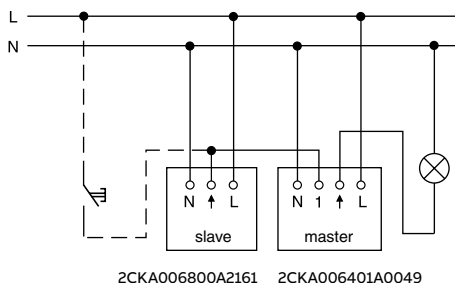 L
N
N ↑ L
N 1 ↑ L
slave
master
2CKA006800A2161 2CKA006401A0049